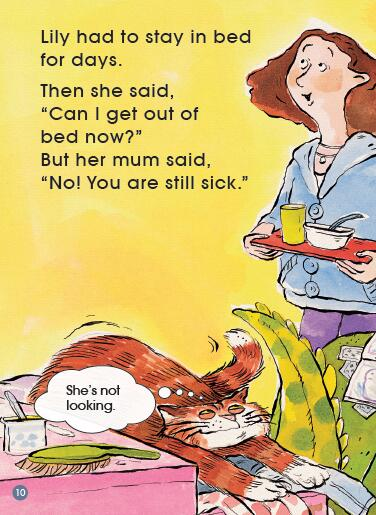 Lily had to stay in bed
for days.
Then she said,
“Can I get out of
bed now?”
But her mum said,
“No! You are still sick.”
She’s not
looking.
10